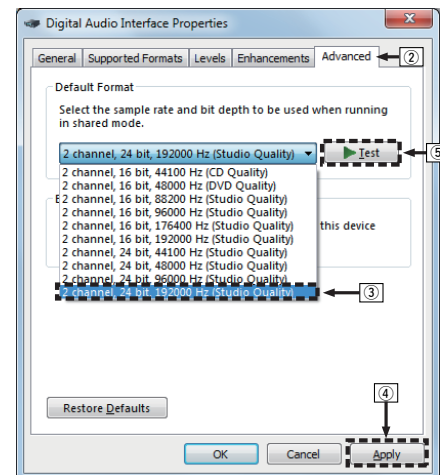 Digital Audio Interface Properties
General Supported Formats Levels Enhancements Advanced ②
Default Format
Select the sample rate and bit depth to be used when running
in shared mode.
2 channel, 24 bit, 192000 Hz (Studio Quality) Test ⑤
2 channel, 16 bit, 44100 Hz (CD Quality)
2 channel, 16 bit, 48000 Hz (DVD Quality)
E 2 channel, 16 bit, 88200 Hz (Studio Quality)
2 channel, 16 bit, 96000 Hz (Studio Quality)
2 channel, 16 bit, 176400 Hz (Studio Quality) this device
2 channel, 16 bit, 192000 Hz (Studio Quality)
2 channel, 24 bit, 44100 Hz (Studio Quality)
2 channel, 24 bit, 48000 Hz (Studio Quality)
2 channel, 24 bit, 96000 Hz (Studio Quality)
2 channel, 24 bit, 192000 Hz (Studio Quality) ③
④
Restore Defaults
OK Cancel Apply